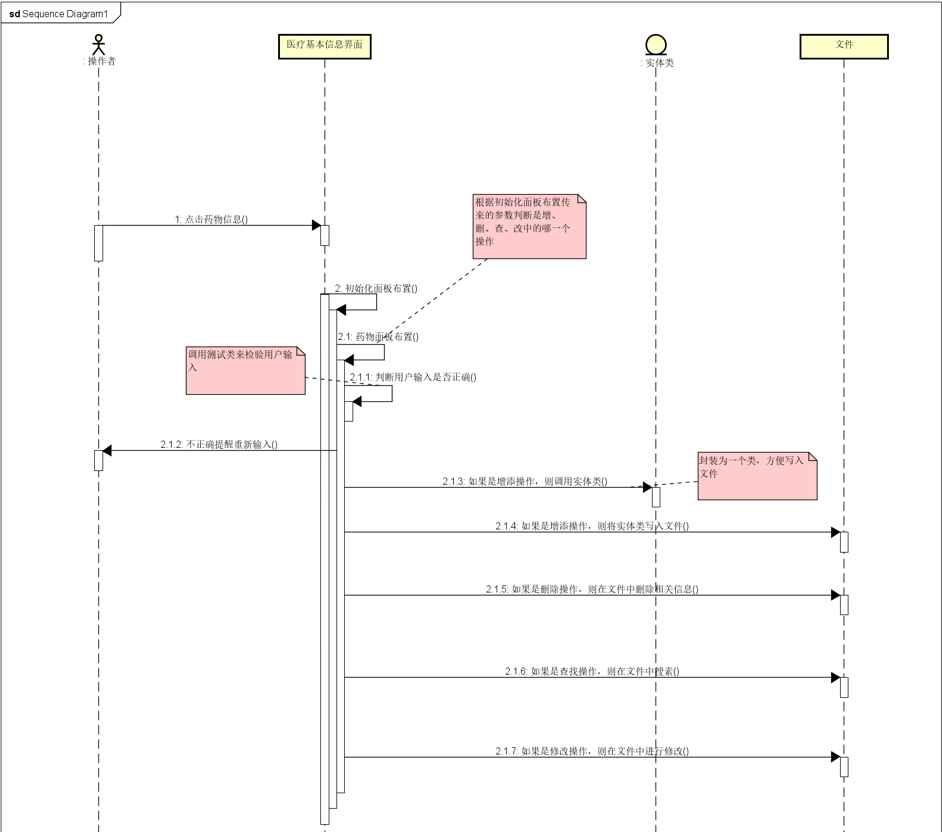 sd Sequence Diagram1
: 操作者
医疗基本信息界面
: 实体类
文件
根据初始化面板布置传
来的参数判断是增、
删、查、改中的哪一个
操作
1: 点击药物信息()
2: 初始化面板布置()
2.1: 药物面板布置()
调用测试类来检验用户输
入
2.1.1: 判断用户输入是否正确()
2.1.2: 不正确提醒重新输入()
封装为一个类，方便写入
文件
2.1.3: 如果是增添操作，则调用实体类()
2.1.4: 如果是增添操作，则将实体类写入文件()
2.1.5: 如果是删除操作，则在文件中删除相关信息()
2.1.6: 如果是查找操作，则在文件中搜素()
2.1.7: 如果是修改操作，则在文件中进行修改()